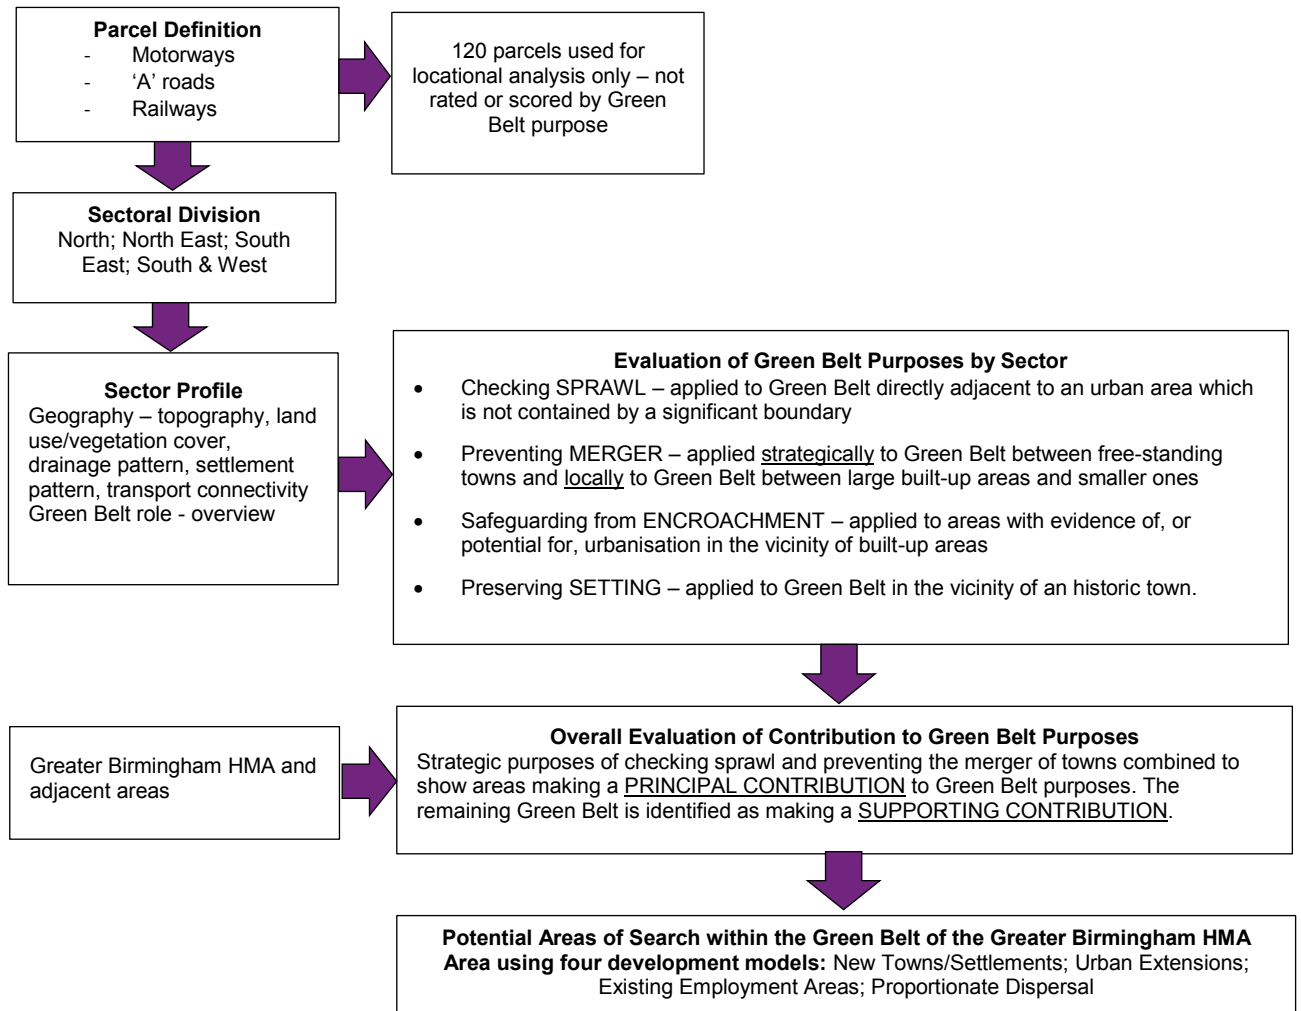 Parcel Definition
- Motorways
- ‘A’ roads
- Railways
120 parcels used for
locational analysis only – not
rated or scored by Green
Belt purpose
Sectoral Division
North; North East; South
East; South & West
Sector Profile
Geography – topography, land
use/vegetation cover,
drainage pattern, settlement
pattern, transport connectivity
Green Belt role - overview
Evaluation of Green Belt Purposes by Sector
• Checking SPRAWL – applied to Green Belt directly adjacent to an urban area which
is not contained by a significant boundary
• Preventing MERGER – applied strategically to Green Belt between free-standing
towns and locally to Green Belt between large built-up areas and smaller ones
• Safeguarding from ENCROACHMENT – applied to areas with evidence of, or
potential for, urbanisation in the vicinity of built-up areas
• Preserving SETTING – applied to Green Belt in the vicinity of an historic town.
Greater Birmingham HMA and
adjacent areas
Overall Evaluation of Contribution to Green Belt Purposes
Strategic purposes of checking sprawl and preventing the merger of towns combined to
show areas making a PRINCIPAL CONTRIBUTION to Green Belt purposes. The
remaining Green Belt is identified as making a SUPPORTING CONTRIBUTION.
Potential Areas of Search within the Green Belt of the Greater Birmingham HMA
Area using four development models: New Towns/Settlements; Urban Extensions;
Existing Employment Areas; Proportionate Dispersal